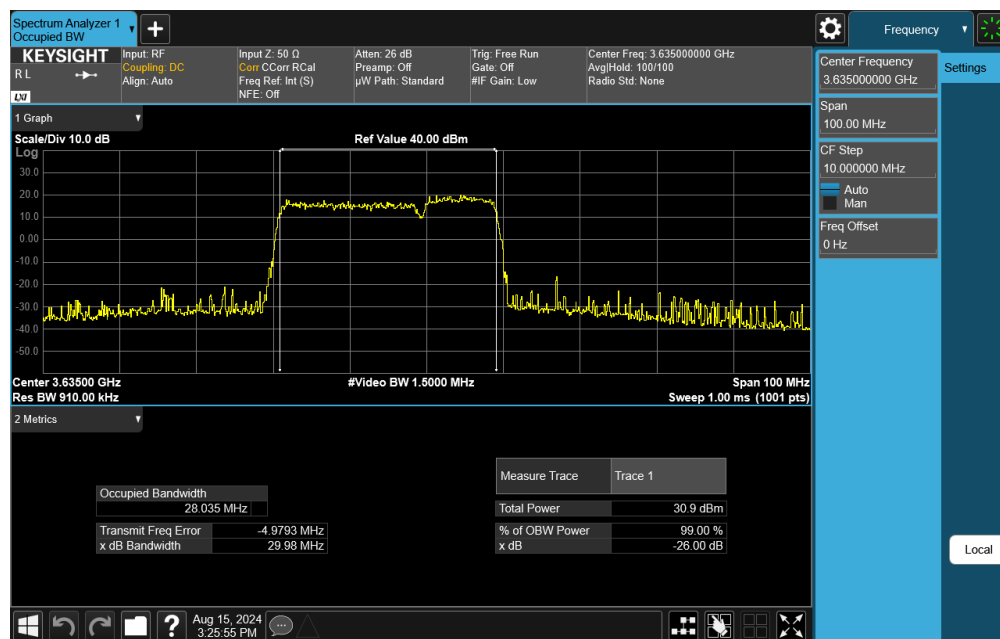 Spectrum Analyzer 1
Occupied BW
Frequency
KEYSIGHT
R L
LXI
Input: RF
Coupling: DC
Align: Auto
Input Z: 50 Ω
Corr CCorr RCal
Freq Ref: Int (S)
NFE: Off
Atten: 26 dB
Preamp: Off
µW Path: Standard
Trig: Free Run
Gate: Off
#IF Gain: Low
Center Freq: 3.635000000 GHz
Avg|Hold: 100/100
Radio Std: None
Center Frequency
3.635000000 GHz
Settings
Span
100.00 MHz
CF Step
10.000000 MHz
Auto
Man
Freq Offset
0 Hz
Local
1 Graph
Scale/Div 10.0 dB
Ref Value 40.00 dBm
Log
30.0
20.0
10.0
0.00
-10.0
-20.0
-30.0
-40.0
-50.0
Center 3.63500 GHz
#Video BW 1.5000 MHz
Span 100 MHz
Res BW 910.00 kHz
Sweep 1.00 ms (1001 pts)
2 Metrics
Occupied Bandwidth
28.035 MHz
Transmit Freq Error -4.9793 MHz
x dB Bandwidth 29.98 MHz
Measure Trace Trace 1
Total Power 30.9 dBm
% of OBW Power 99.00 %
x dB -26.00 dB
?
Aug 15, 2024
3:25:55 PM